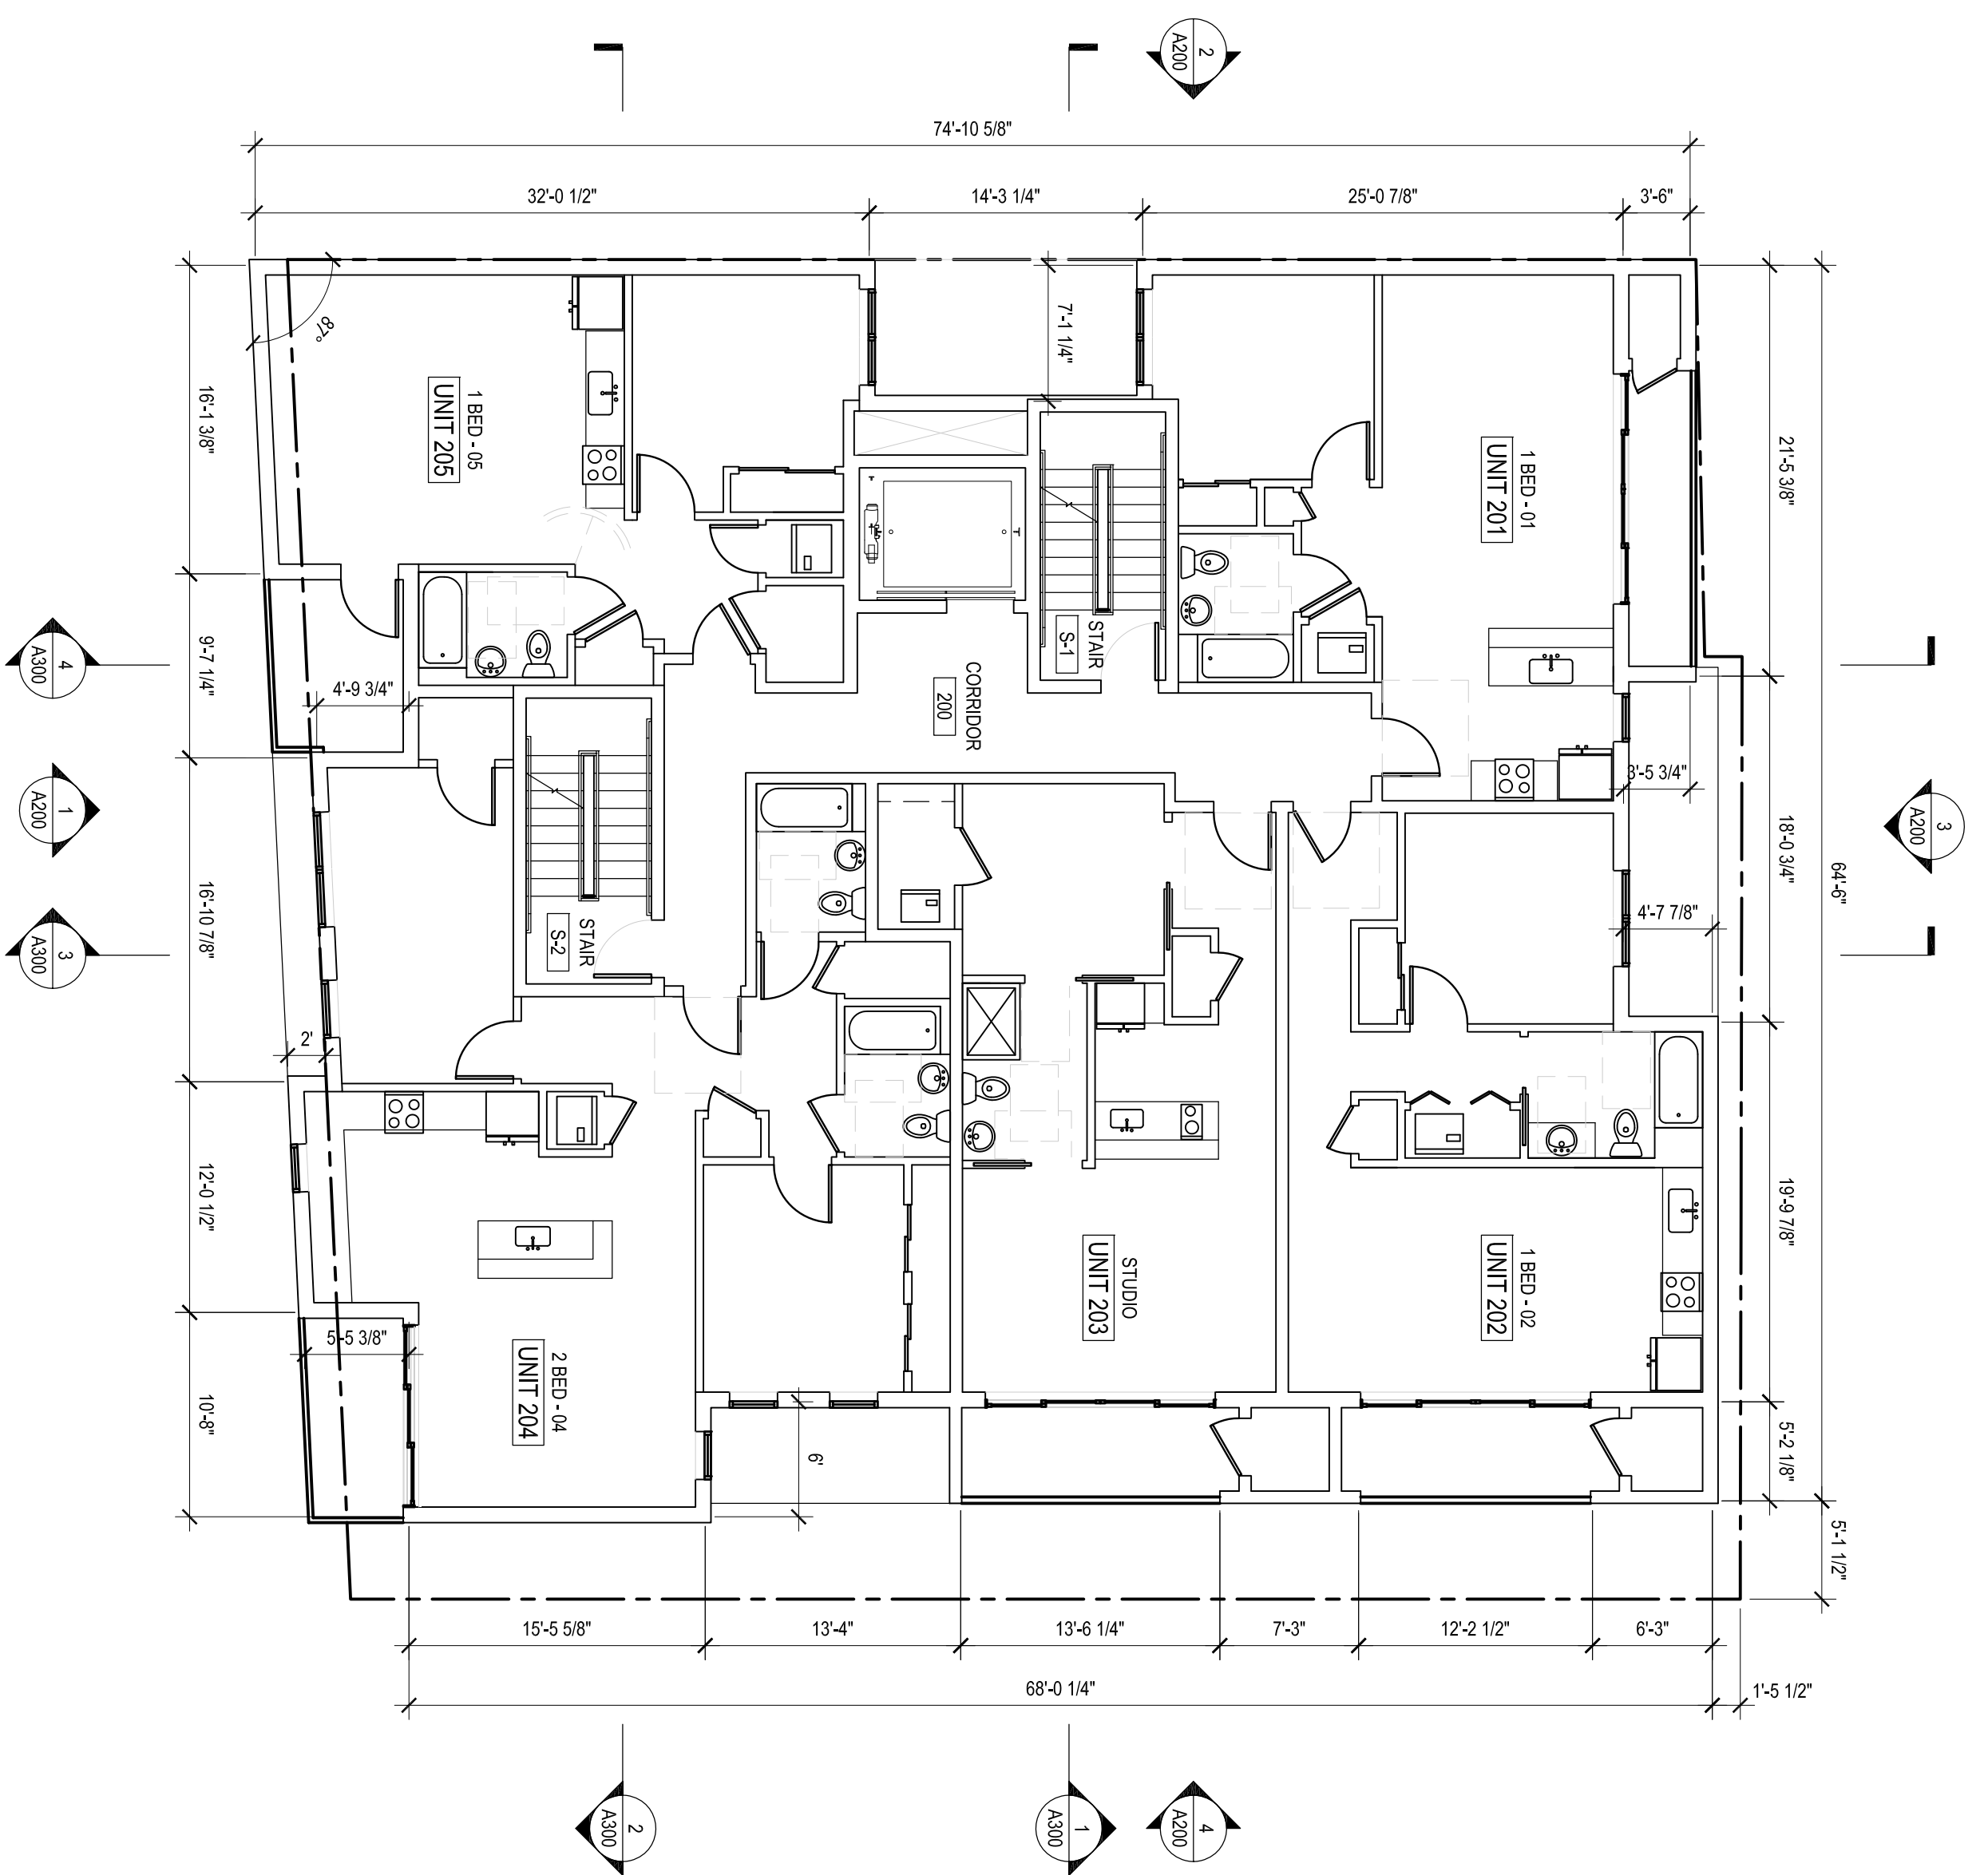 2
A200
74'-10 5/8"
32'-0 1/2"
14'-3 1/4"
25'-0 7/8"
3'-6"
87°
7'-1 1/4"
16'-1 3/8"
1 BED - 05
UNIT 205
1 BED - 01
UNIT 201
21'-5 3/8"
STAIR
S-1
4
A300
9'-7 1/4"
4'-9 3/4"
CORRIDOR
200
3'-5 3/4"
1
A200
3
A200
18'-0 3/4"
64'-6"
16'-10 7/8"
STAIR
S-2
4'-7 7/8"
3
A300
2'
12'-0 1/2"
19'-9 7/8"
STUDIO
UNIT 203
1 BED - 02
UNIT 202
5'-5 3/8"
2 BED - 04
UNIT 204
10'-8"
6'
5'-2 1/8"
5'-1 1/2"
15'-5 5/8"
13'-4"
13'-6 1/4"
7'-3"
12'-2 1/2"
6'-3"
68'-0 1/4"
1'-5 1/2"
2
A300
1
A300
4
A200